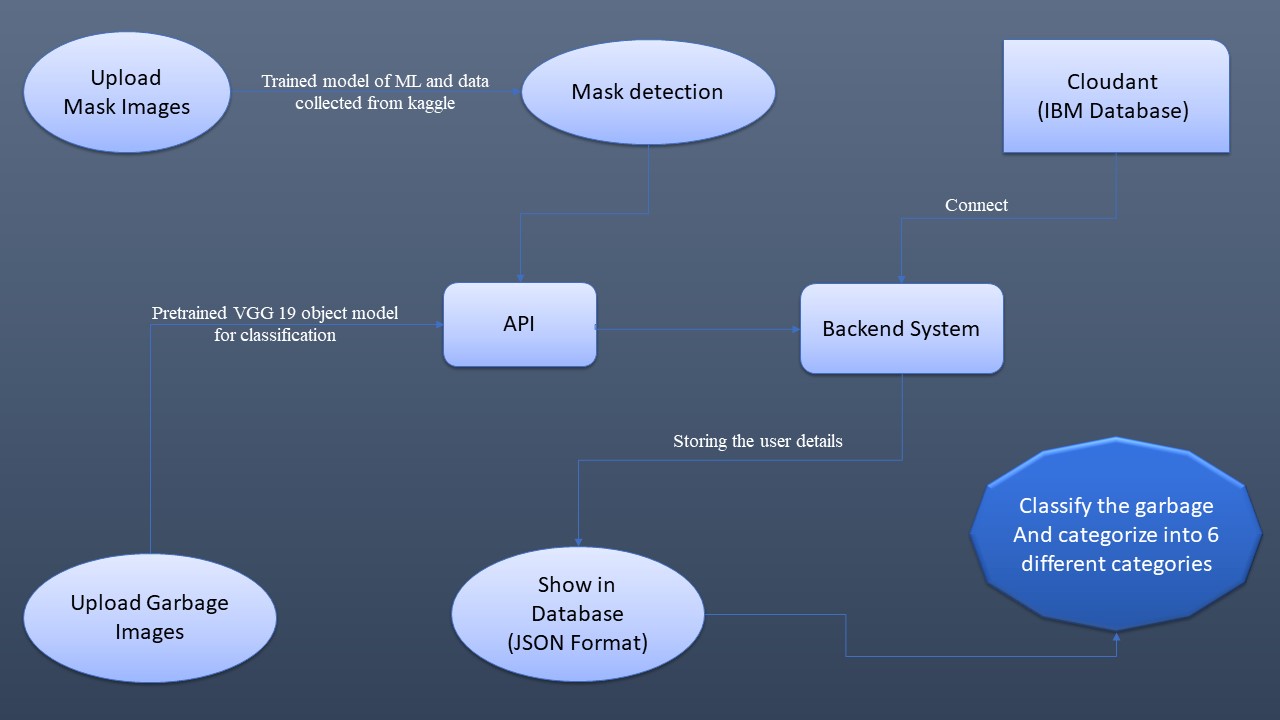 Upload
Mask Images
Trained model of ML and data
collected from kaggle
Mask detection
Cloudant
(IBM Database)
Connect
Pretrained VGG 19 object model
for classification
API
Backend System
Storing the user details
Classify the garbage
And categorize into 6
different categories
Upload Garbage
Images
Show in
Database
(JSON Format)